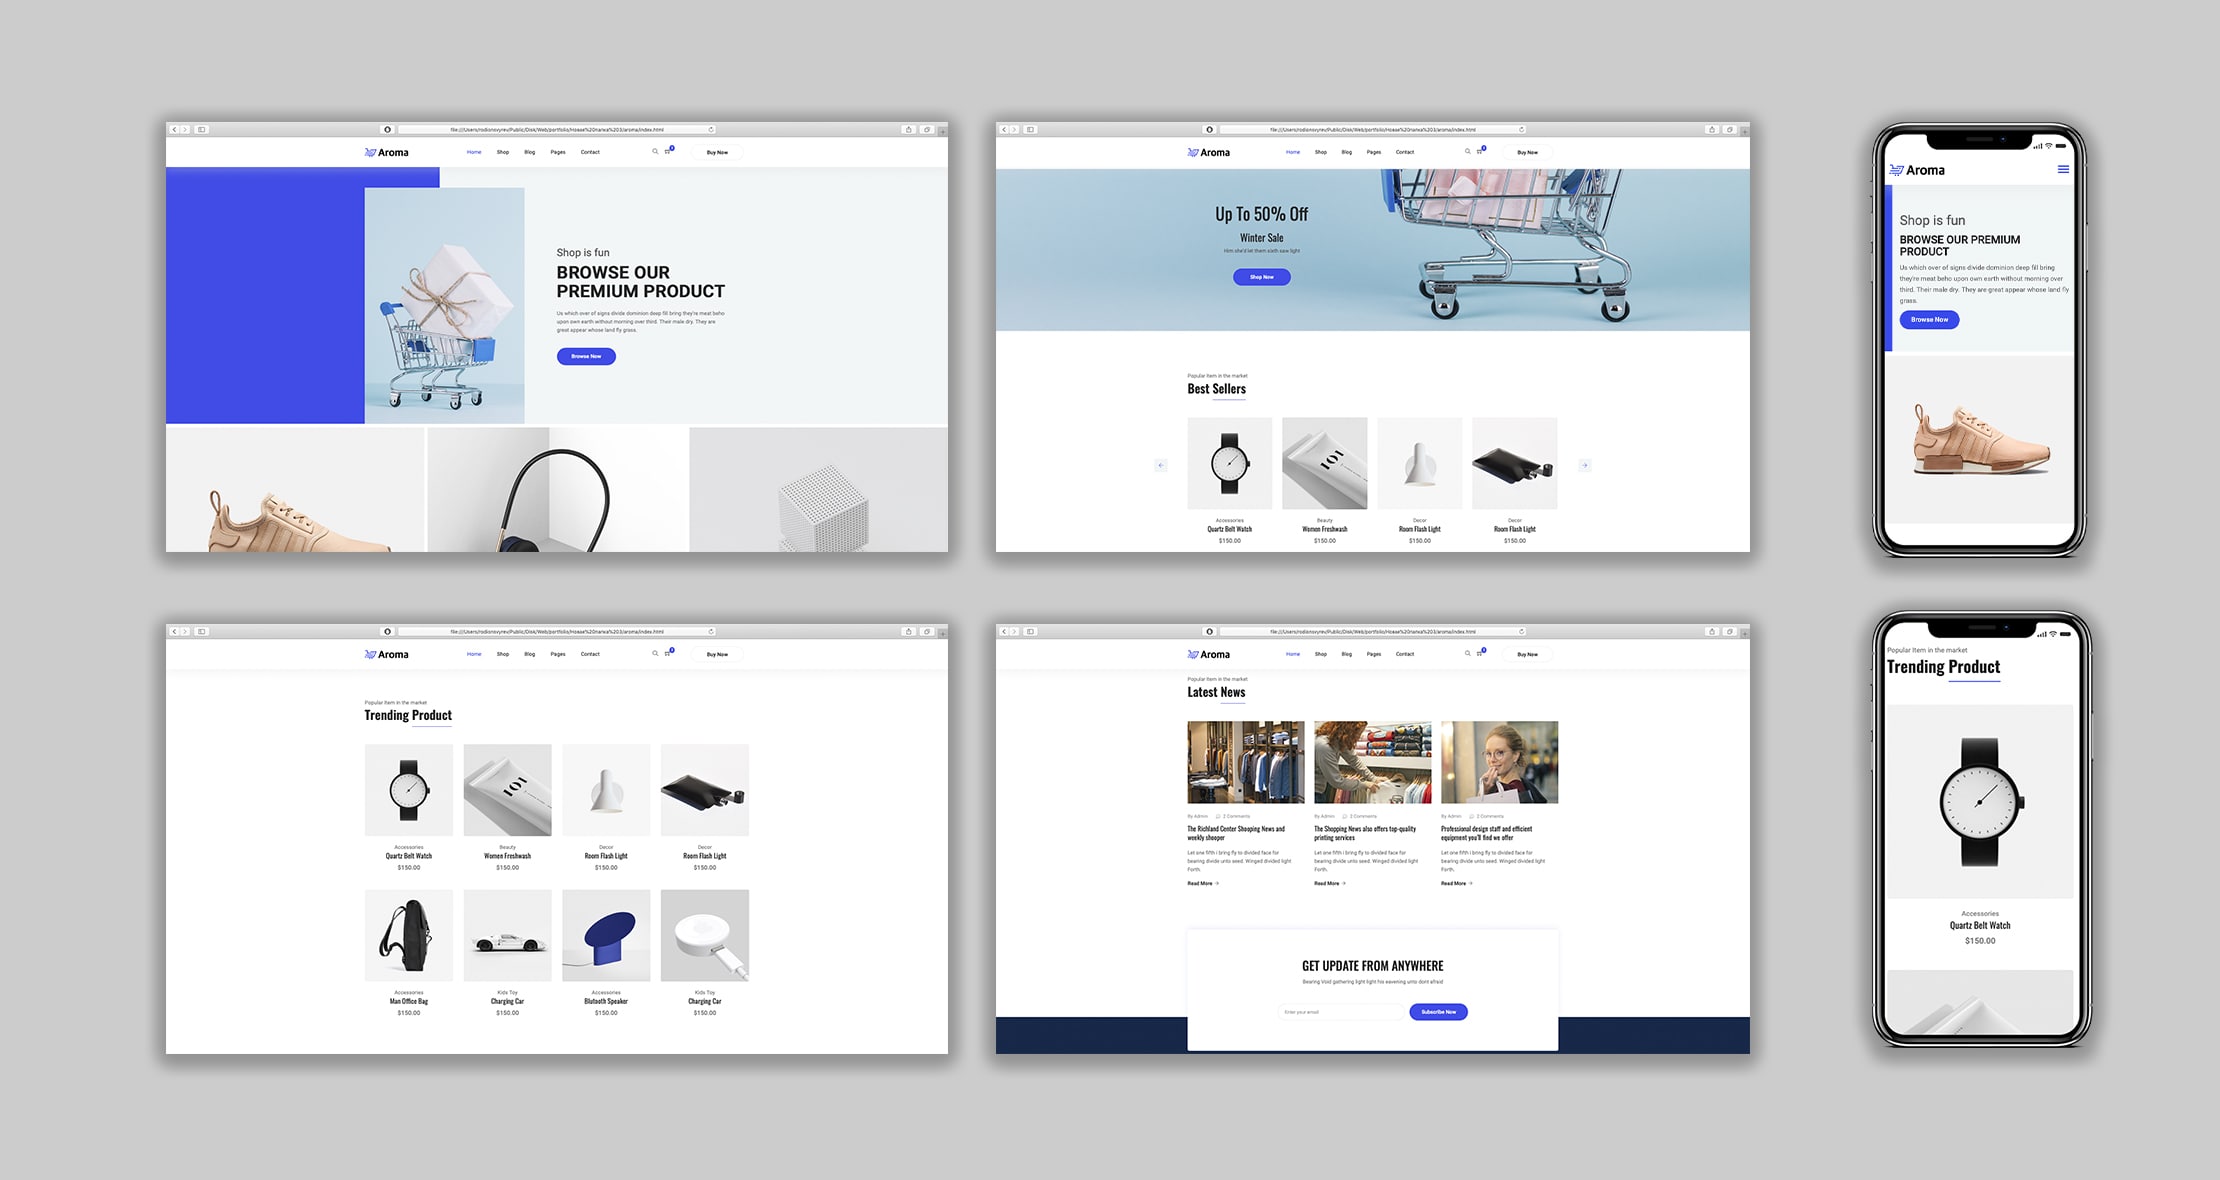 Aroma
Home Shop Blog Pages Contact Buy Now
Shop is fun
BROWSE OUR
PREMIUM PRODUCT
Us which over of signs divide dominion deep fill bring they're meat beho
upon own earth without morning over third. Their male dry. They are
great appear whose land fly grass.
Browse Now
Aroma
Home Shop Blog Pages Contact Buy Now
Up To 50% Off
Winter Sale
Him she'd let them sixth saw light
Shop Now
Popular Item in the market
Best Sellers
101
Accessories Beauty Decor Decor
Quartz Belt Watch Women Freshwash Room Flash Light Room Flash Light
$150.00 $150.00 $150.00 $150.00
Aroma
Shop is fun
BROWSE OUR PREMIUM
PRODUCT
Us which over of signs divide dominion deep fill bring
they're meat beho upon own earth without morning over
third. Their male dry. They are great appear whose land fly
grass.
Browse Now
Aroma
Home Shop Blog Pages Contact Buy Now
Popular Item in the market
Trending Product
101
Accessories Beauty Decor Decor
Quartz Belt Watch Women Freshwash Room Flash Light Room Flash Light
$150.00 $150.00 $150.00 $150.00
Accessories Kids Toy Accessories Kids Toy
Man Office Bag Charging Car Blutooth Speaker Charging Car
$150.00 $150.00 $150.00 $150.00
Aroma
Home Shop Blog Pages Contact Buy Now
Popular Item in the market
Latest News
By Admin 2 Comments By Admin 2 Comments By Admin 2 Comments
The Richland Center Shooping News and The Shopping News also offers top-quality Professional design staff and efficient
weekly shooper printing services equipment you'll find we offer
Let one fifth i bring fly to divided face for Let one fifth i bring fly to divided face for Let one fifth i bring fly to divided face for
bearing divide unto seed. Winged divided light bearing divide unto seed. Winged divided light bearing divide unto seed. Winged divided light
Forth. Forth. Forth.
Read More → Read More → Read More →
GET UPDATE FROM ANYWHERE
Bearing Void gathering light light his eavening unto dont afraid
Enter your email Subscribe Now
Popular Item in the market
Trending Product
Accessories
Quartz Belt Watch
$150.00